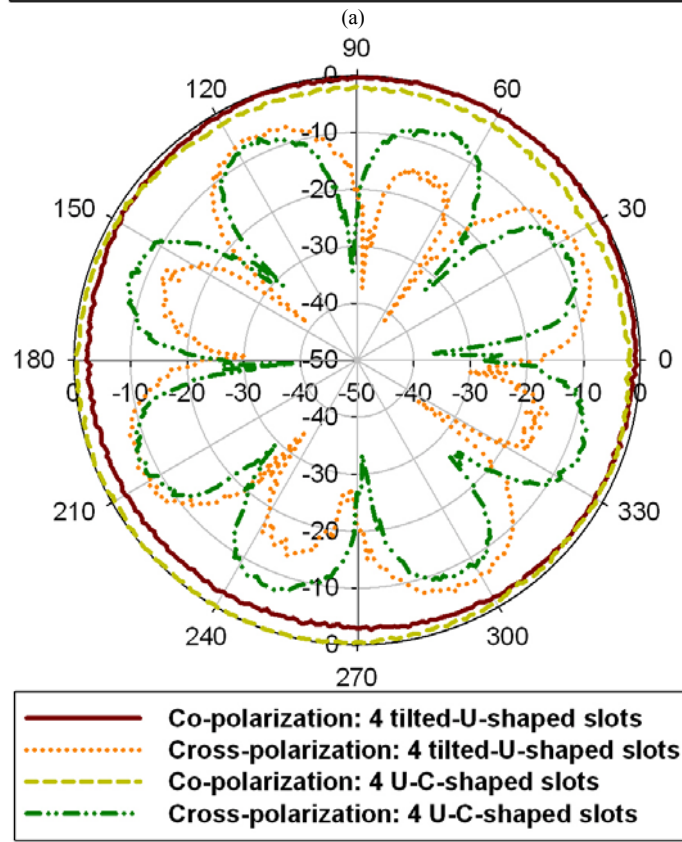 (a)
90
120 0 60
-10
150 -20 30
-30
-40
180 -50 0
0 -10 -20 -30 -40 -50 -40 -30 -20 -10 0
-40
-30
210 -20 330
-10
240 0 300
270
Co-polarization: 4 tilted-U-shaped slots
Cross-polarization: 4 tilted-U-shaped slots
Co-polarization: 4 U-C-shaped slots
Cross-polarization: 4 U-C-shaped slots